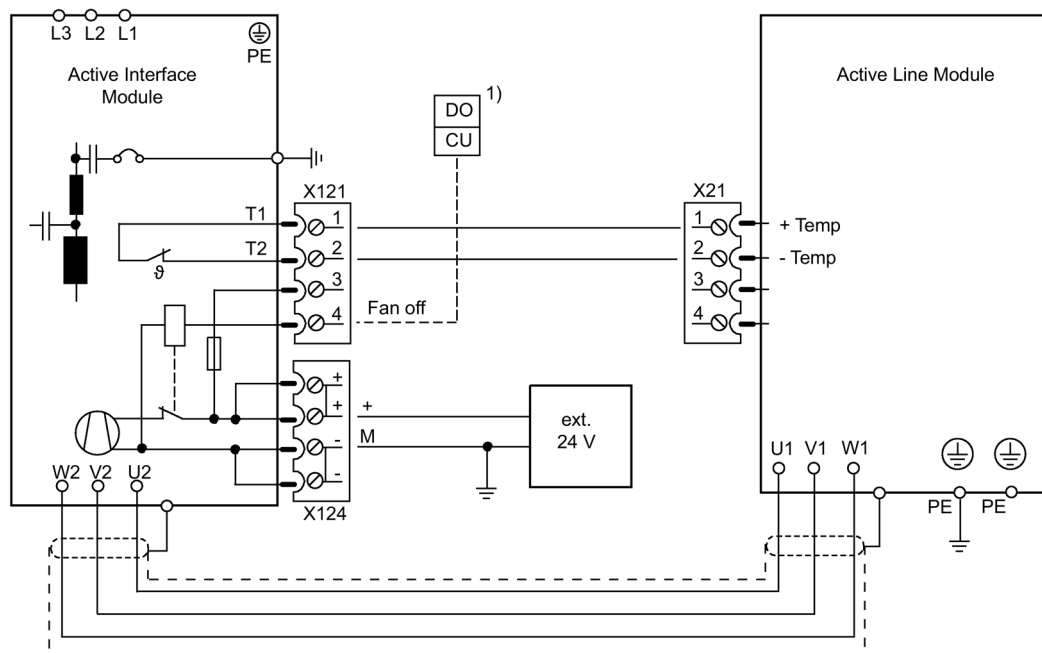 L3 L2 L1
PE
Active Interface
Module
Active Line Module
1)
DO
CU
X121
X21
T1
1
1
+ Temp
T2
2
2
- Temp
ϑ
3
3
4
Fan off
4
+
+
+
ext.
24 V
-
M
-
X124
W2 V2 U2
U1 V1 W1
PE
PE